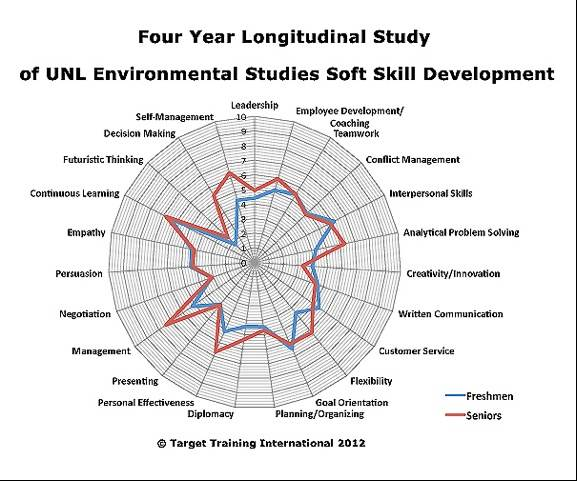 Four Year Longitudinal Study
of UNL Environmental Studies Soft Skill Development
Leadership
Employee Development/
Coaching
Teamwork
Conflict Management
Interpersonal Skills
Analytical Problem Solving
Creativity/Innovation
Written Communication
Customer Service
Flexibility
Goal Orientation
Planning/Organizing
Diplomacy
Personal Effectiveness
Presenting
Management
Negotiation
Persuasion
Empathy
Continuous Learning
Futuristic Thinking
Decision Making
Self-Management
10
9
8
7
6
5
4
3
2
1
0
Freshmen
Seniors
© Target Training International 2012